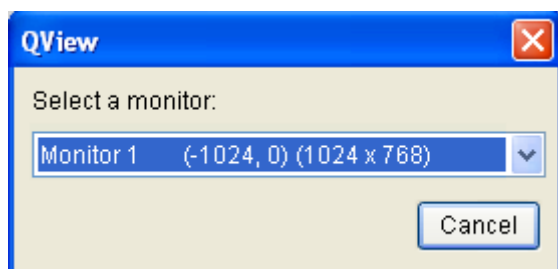 QView
Select a monitor:
Monitor 1 (-1024, 0) (1024 x 768)
Cancel